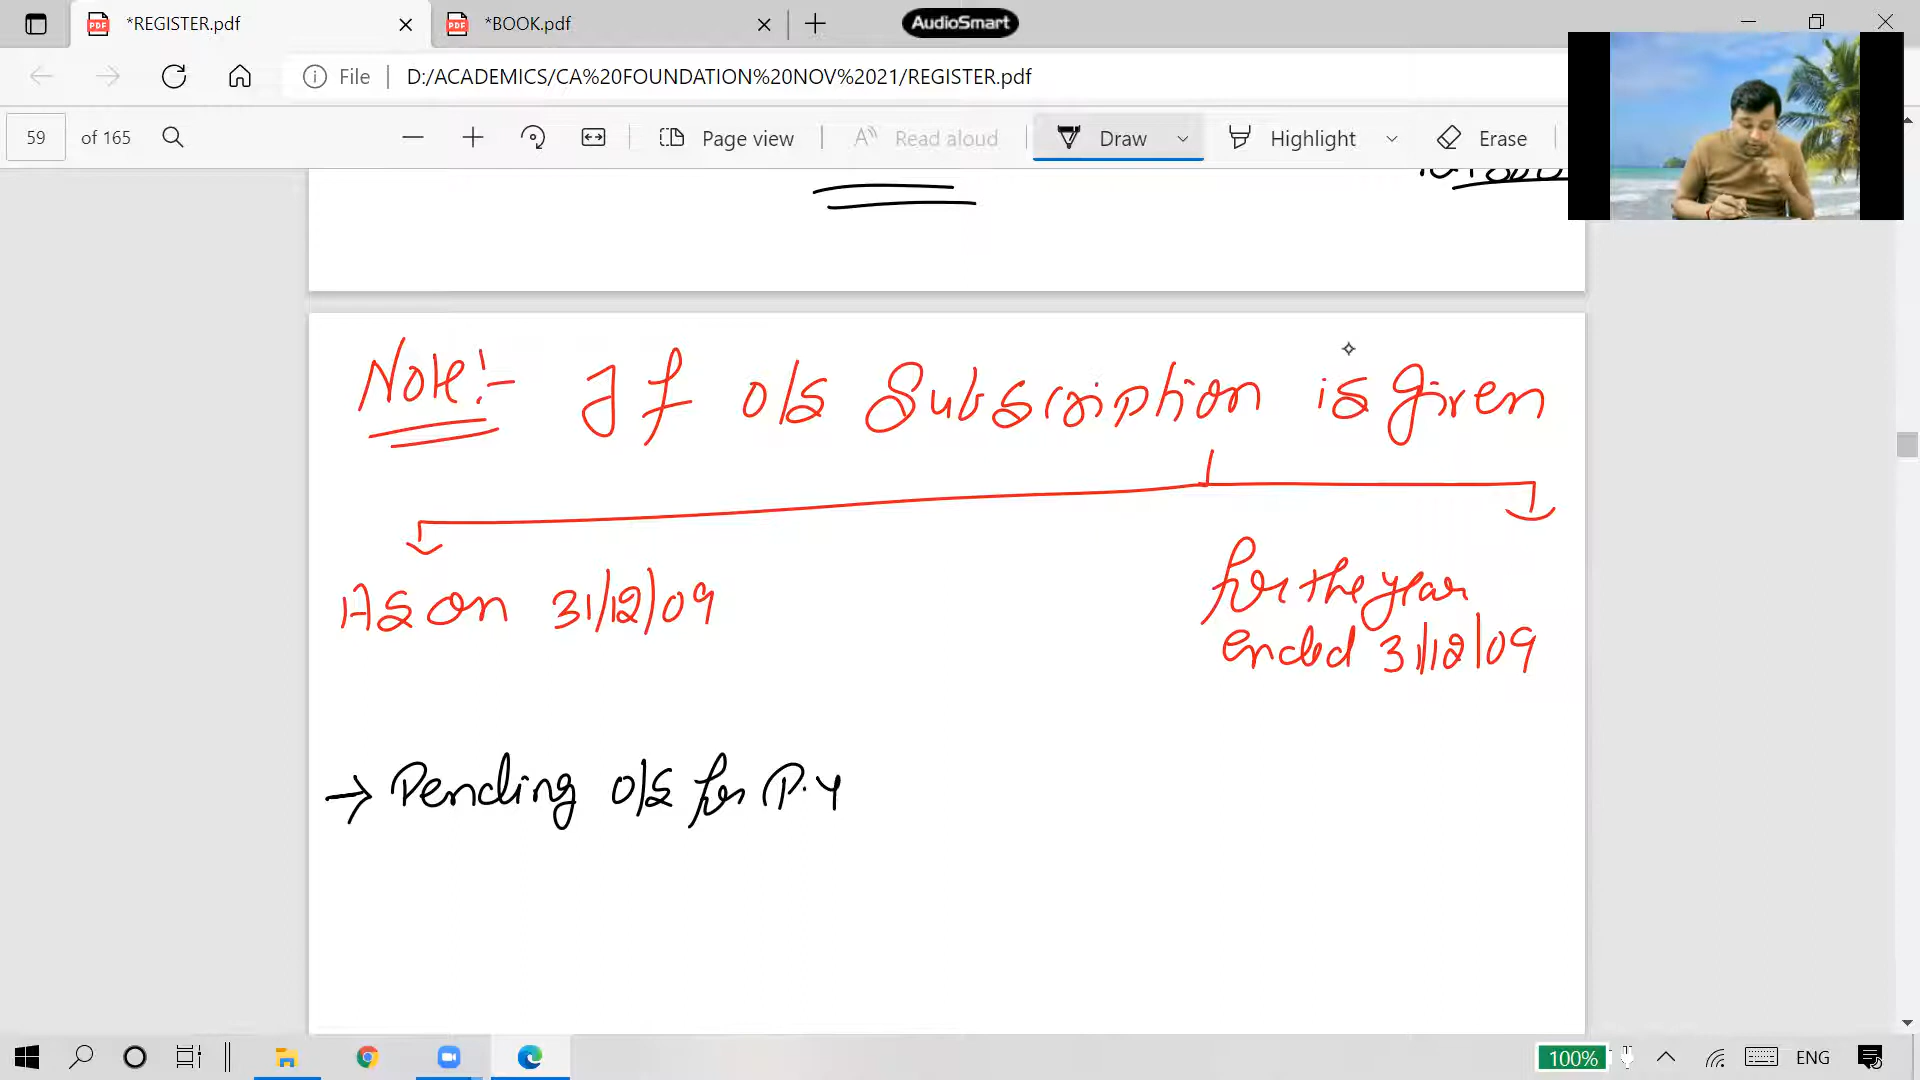 *REGISTER.pdf
*BOOK.pdf
AudioSmart
File
D:/ACADEMICS/CA%20FOUNDATION%20NOV%2021/REGISTER.pdf
59 of 165
Page view
Read aloud
Draw
Highlight
Erase
Note:- If O/S Subscription is given
As on 31/12/09
for the year
ended 31/12/09
→ Pending O/S for P.Y
100%
ENG